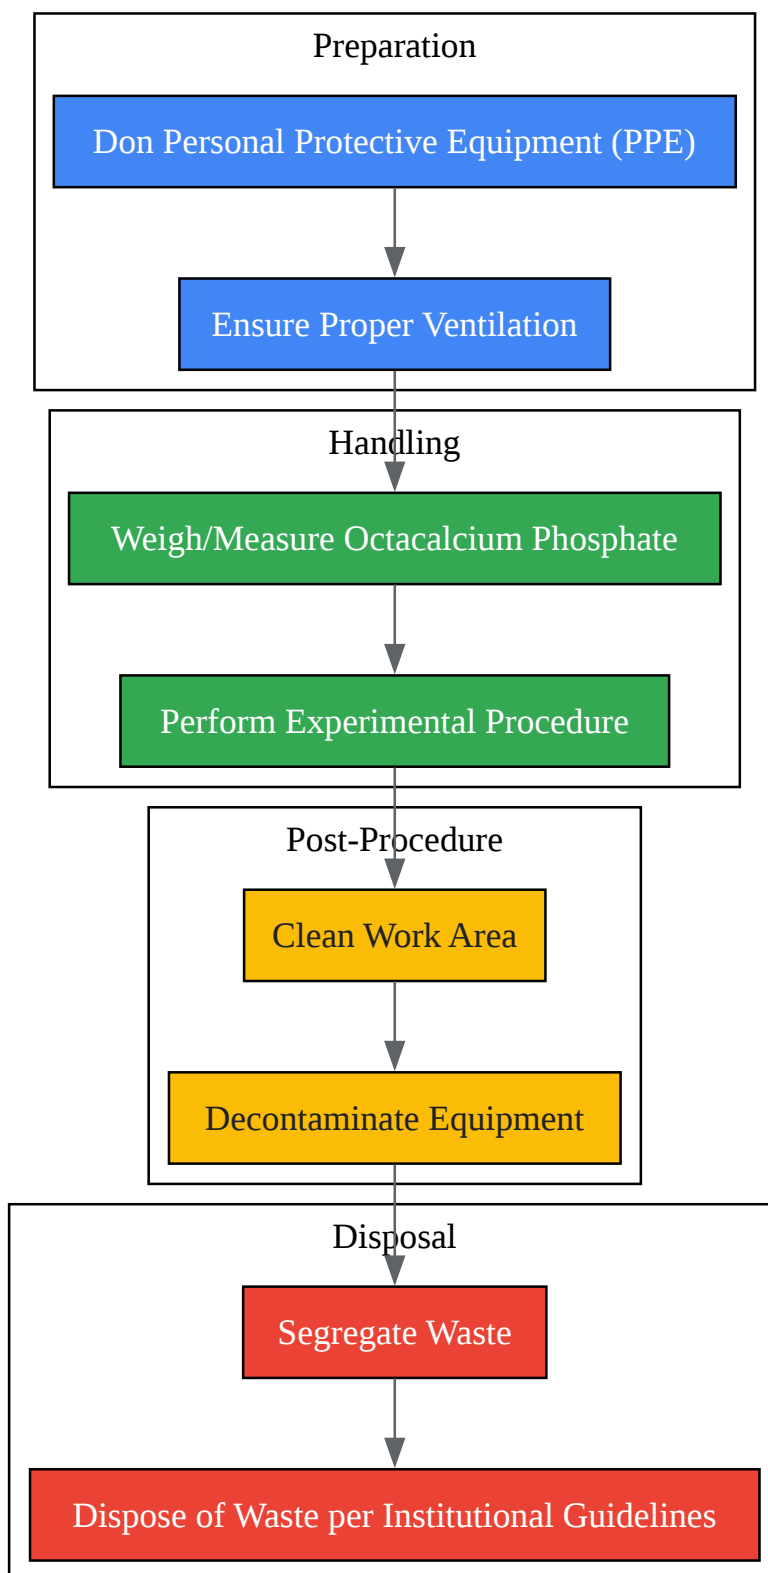 Preparation
Don Personal Protective Equipment (PPE)
Ensure Proper Ventilation
Handling
Weigh/Measure Octacalcium Phosphate
Perform Experimental Procedure
Post-Procedure
Clean Work Area
Decontaminate Equipment
Disposal
Segregate Waste
Dispose of Waste per Institutional Guidelines